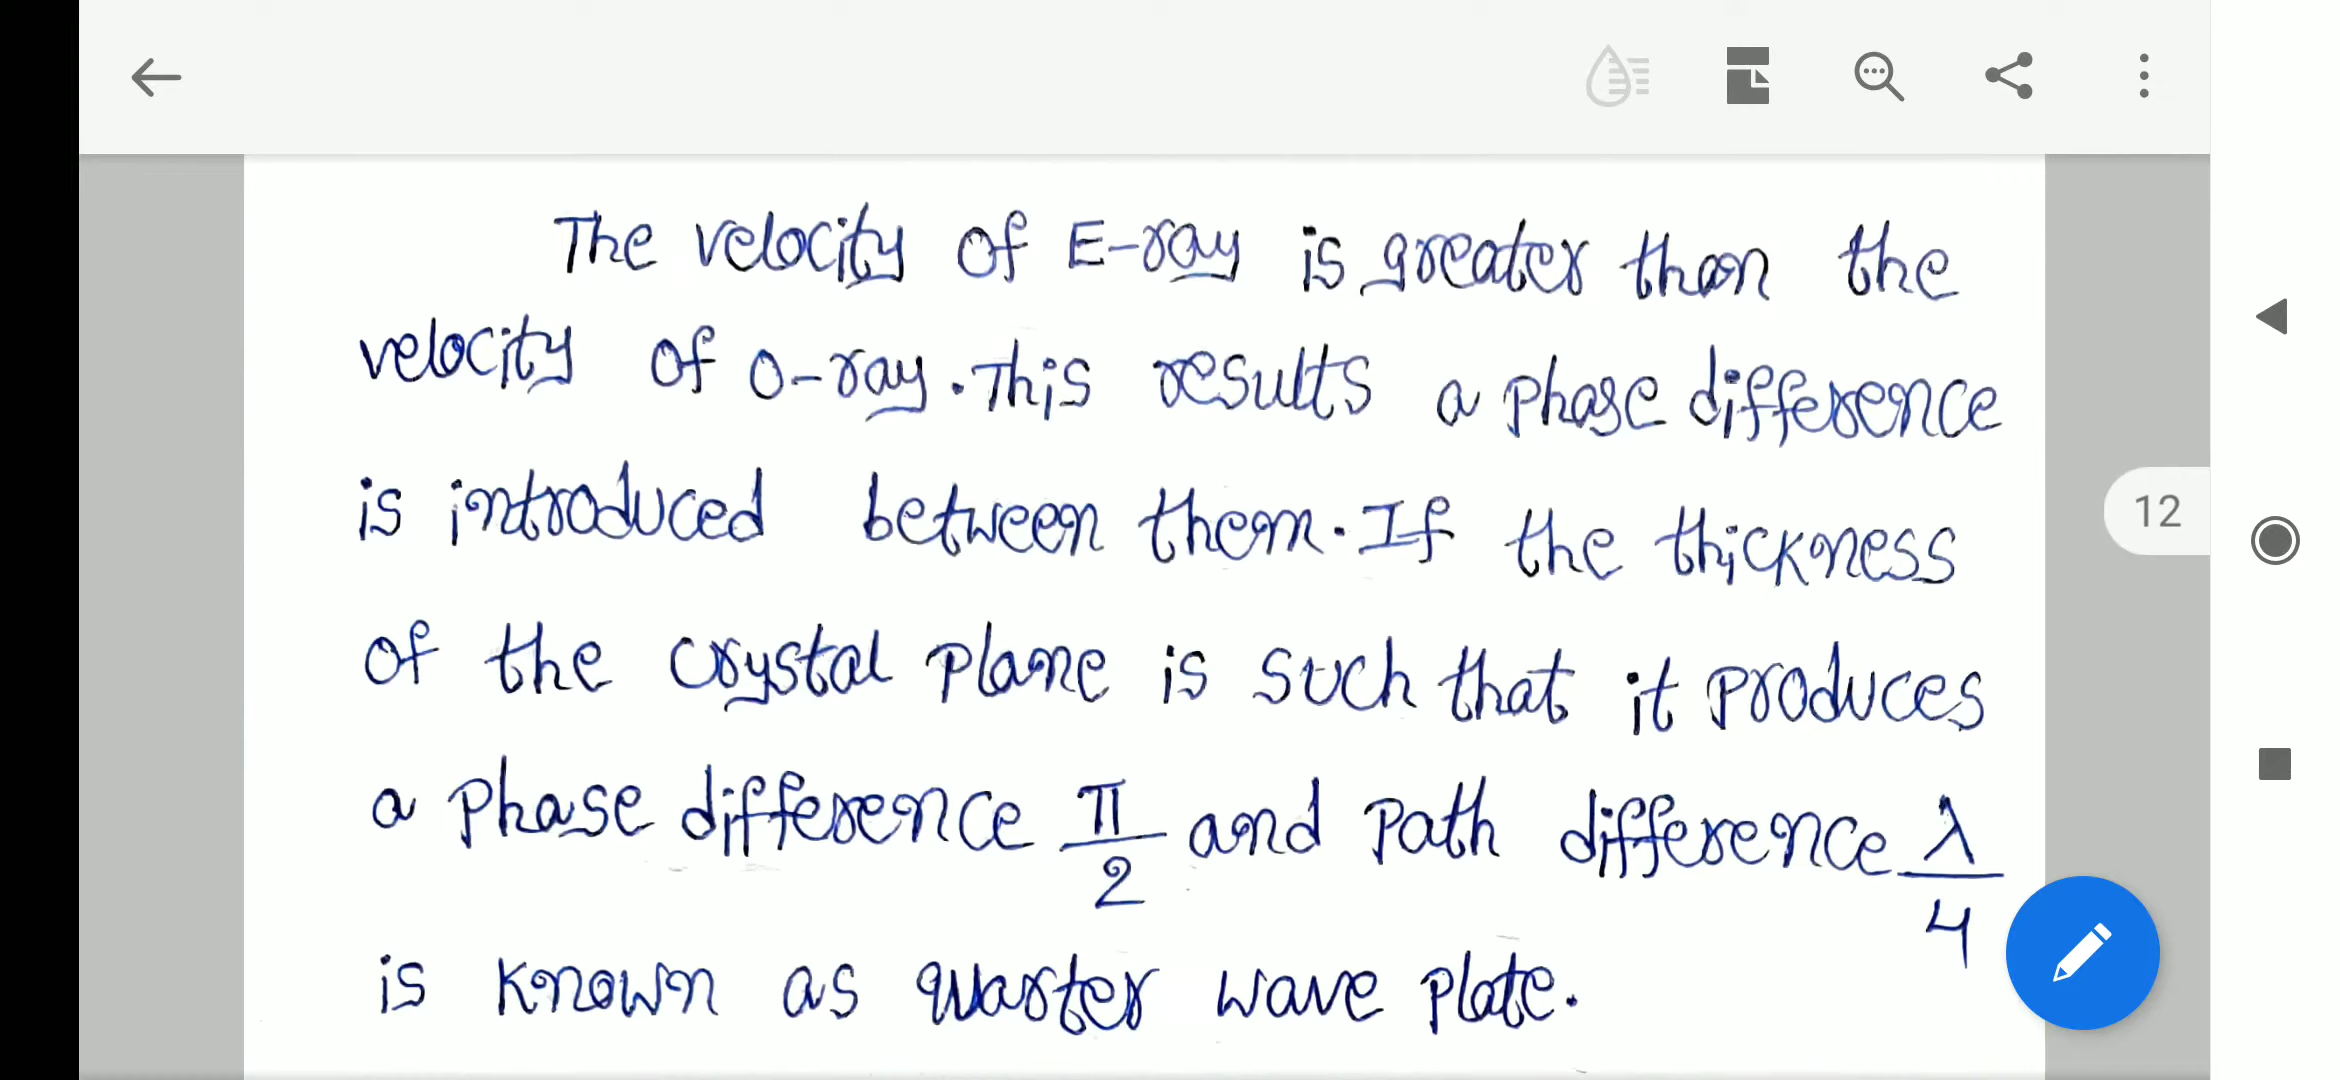 The velocity of E-ray is greater than the
velocity of O-ray. This results a phase difference
is introduced between them. If the thickness
12
of the crystal plane is such that it produces
a phase difference π/2 and path difference λ/4
is known as quarter wave plate.